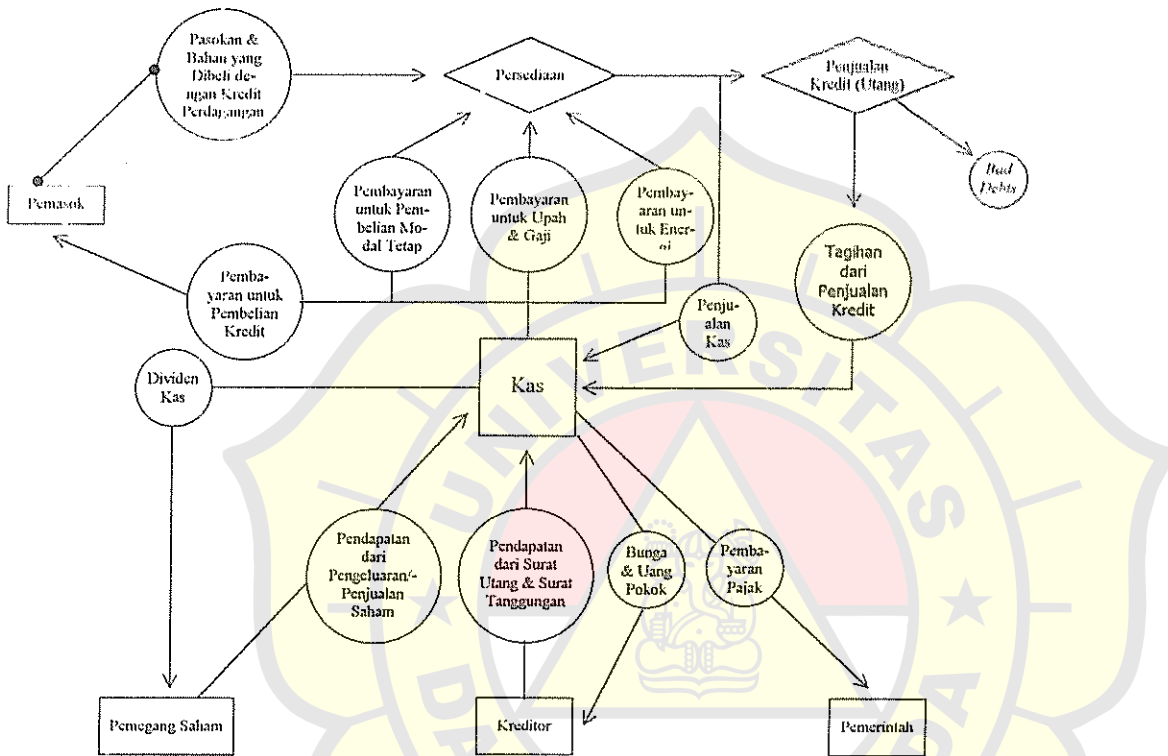 Pasokan &
Bahan yang
Dibeli de-
ngan Kredit
Perdagangan
Persediaan
Penjualan
Kredit (Utang)
Bad
Debts
Pemasok
Pembayaran
untuk Pem-
belian Mo-
dal Tetap
Pembayaran
untuk Upah
& Gaji
Pembay-
aran un-
tuk Ener-
gi
Tagihan
dari
Penjualan
Kredit
Pemba-
yaran untuk
Pembelian
Kredit
Penju-
alan
Kas
Dividen
Kas
Kas
Pendapatan
dari
Pengeluaran/-
Penjualan
Saham
Pendapatan
dari Surat
Utang & Surat
Tanggungan
Bunga
& Uang
Pokok
Pemba-
yaran
Pajak
Pemegang Saham
Kreditor
Pemerintah
UNIVERSITAS